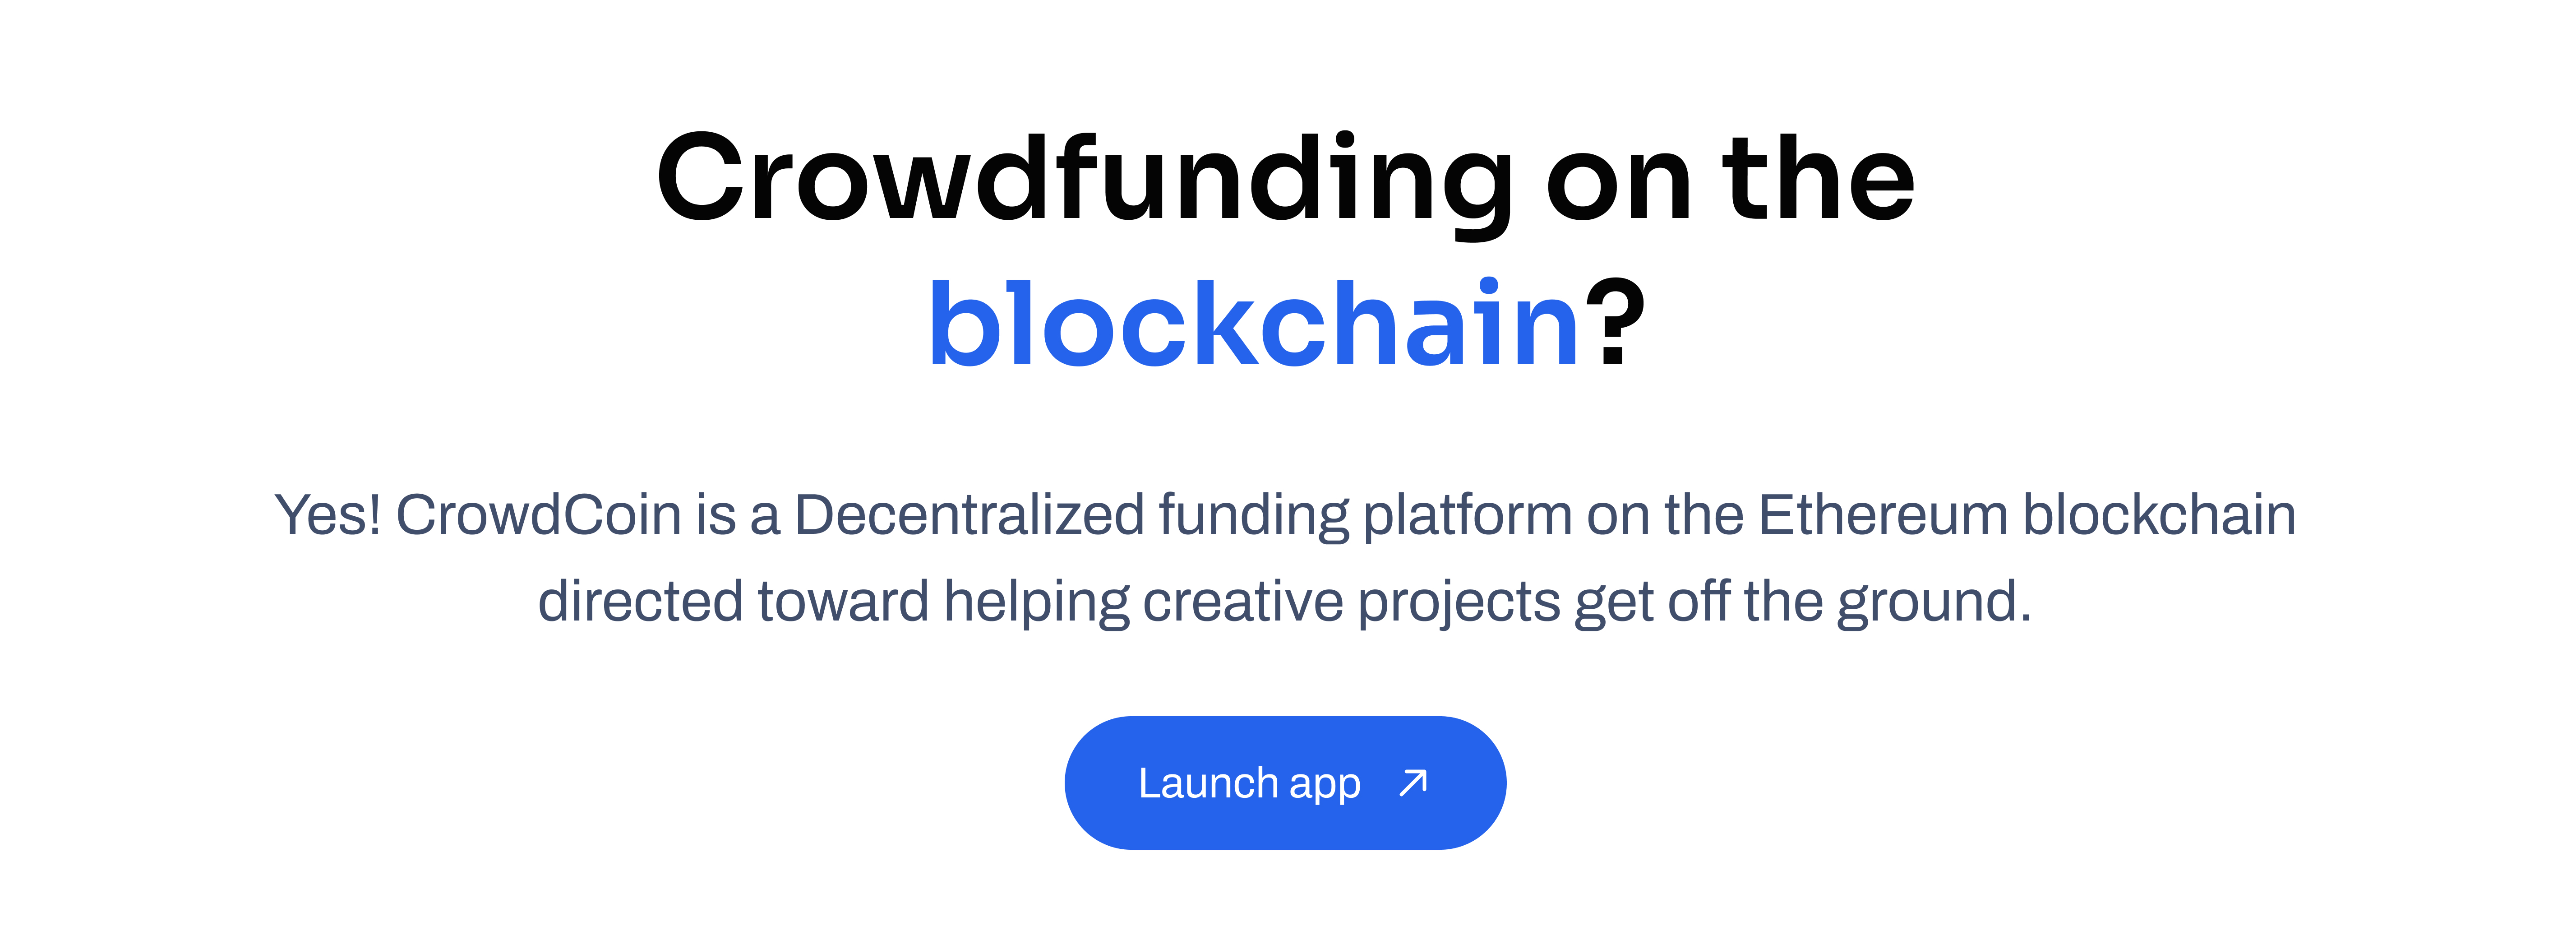 Crowdfunding on the
blockchain?
Yes! CrowdCoin is a Decentralized funding platform on the Ethereum blockchain
directed toward helping creative projects get off the ground.
Launch app